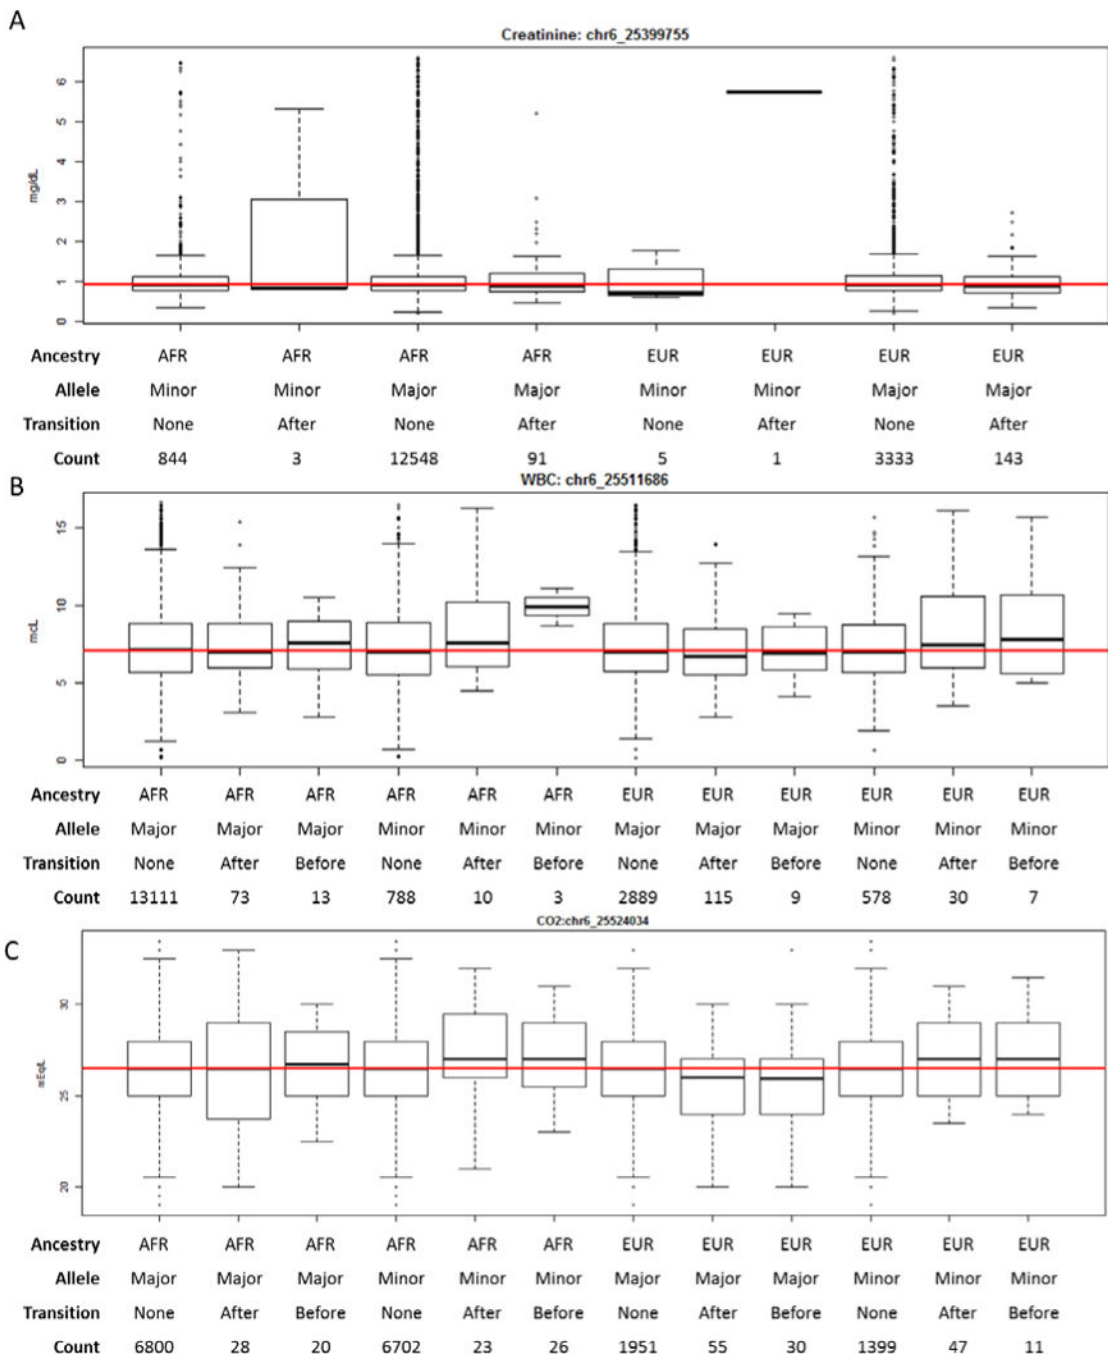 A
Creatinine: chr6_25399755
6
5
4
3
2
1
0
mg/dL
Ancestry AFR AFR AFR AFR EUR EUR EUR EUR
Allele Minor Minor Major Major Minor Minor Major Major
Transition None After None After None After None After
Count 844 3 12548 91 5 1 3333 143
B
WBC: chr6_25511686
15
10
5
0
mcL
Ancestry AFR AFR AFR AFR AFR AFR EUR EUR EUR EUR EUR EUR
Allele Major Major Major Minor Minor Minor Major Major Major Minor Minor Minor
Transition None After Before None After Before None After Before None After Before
Count 13111 73 13 788 10 3 2889 115 9 578 30 7
C
CO2:chr6_25524034
30
25
20
mEq/L
Ancestry AFR AFR AFR AFR AFR AFR EUR EUR EUR EUR EUR EUR
Allele Major Major Major Minor Minor Minor Major Major Major Minor Minor Minor
Transition None After Before None After Before None After Before None After Before
Count 6800 28 20 6702 23 26 1951 55 30 1399 47 11